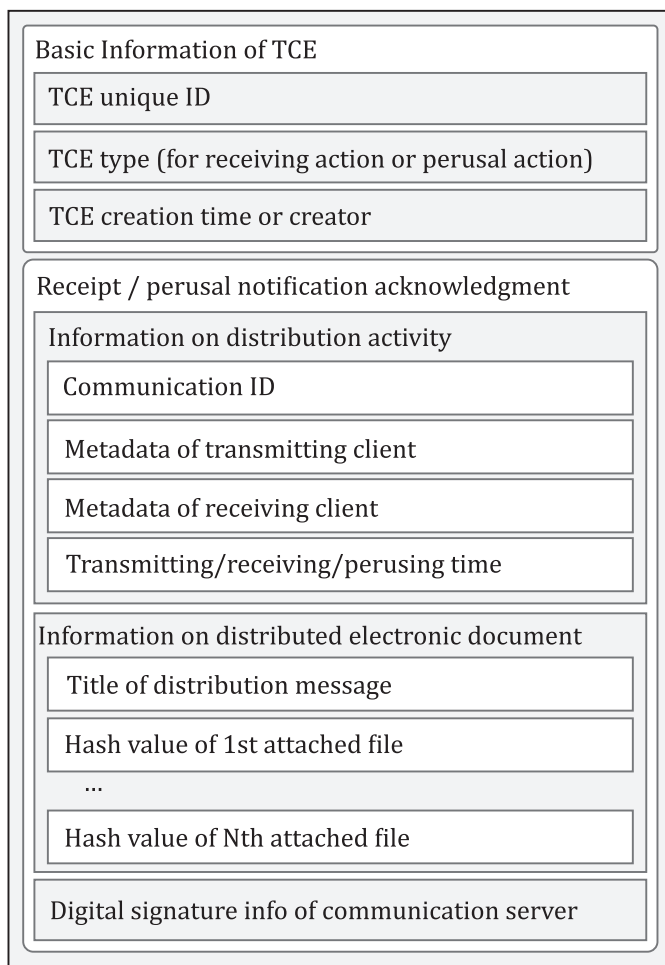 Basic Information of TCE
TCE unique ID
TCE type (for receiving action or perusal action)
TCE creation time or creator
Receipt / perusal notification acknowledgment
Information on distribution activity
Communication ID
Metadata of transmitting client
Metadata of receiving client
Transmitting/receiving/perusing time
Information on distributed electronic document
Title of distribution message
Hash value of 1st attached file
...
Hash value of Nth attached file
Digital signature info of communication server